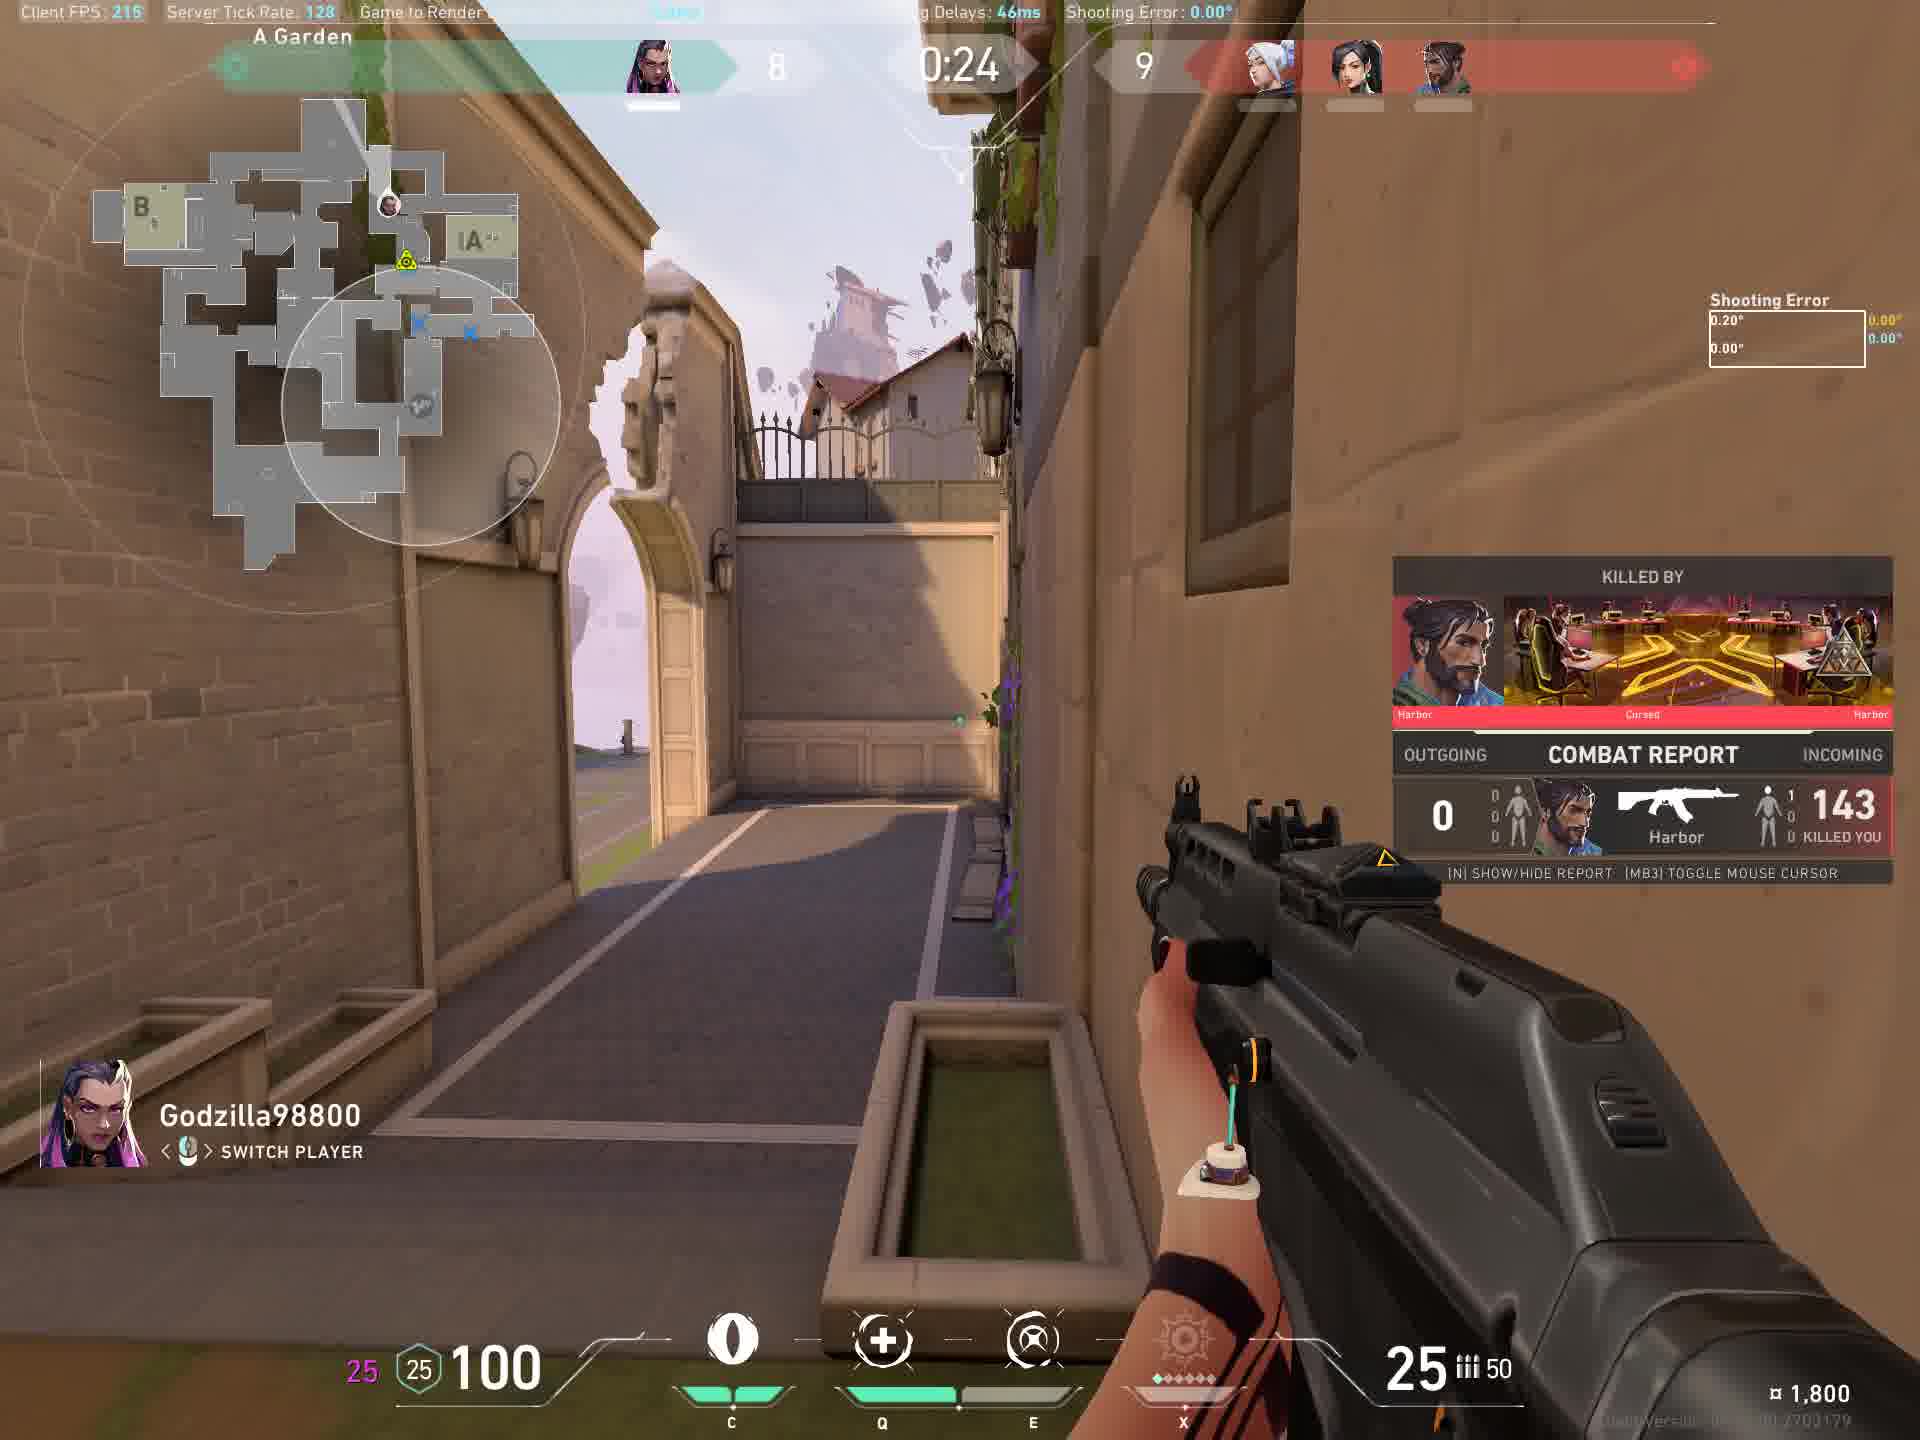 Client FPS: 215 Server Tick Rate: 128 Game to Render g Delays: 46ms Shooting Error: 0.00°
A Garden
8 0:24 9
B
A
Shooting Error
0.20° 0.00°
0.00°
0.00°
KILLED BY
Harbor Cursed Harbor
OUTGOING COMBAT REPORT INCOMING
0 0 0 0 Harbor 1 0 0 143 KILLED YOU
[N] SHOW/HIDE REPORT [MB3] TOGGLE MOUSE CURSOR
Godzilla98800
< > SWITCH PLAYER
25 25 100
C Q E X
25 50
¤ 1,800